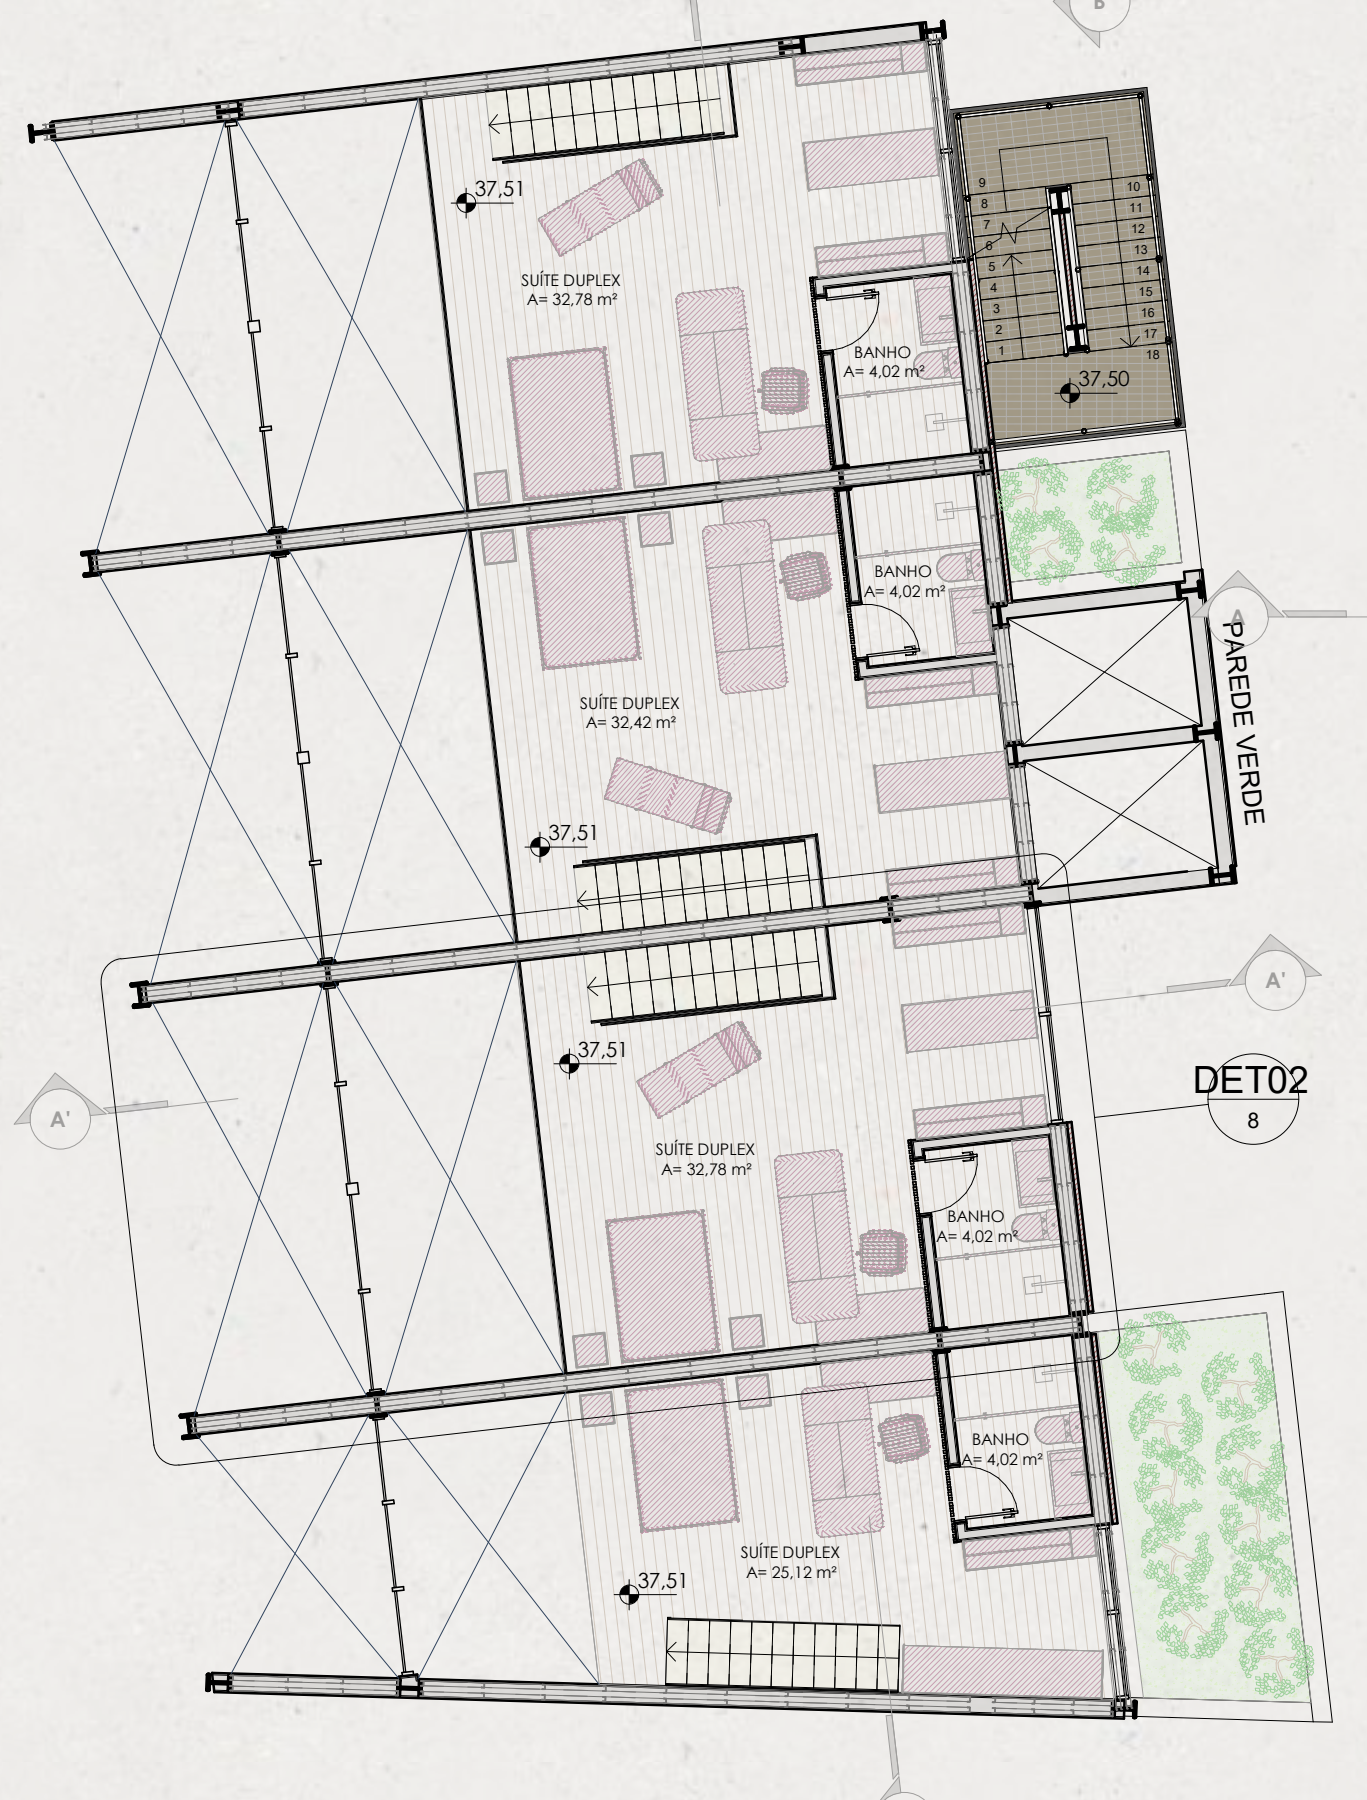 B
37,51
SUÍTE DUPLEX
A= 32,78 m²
BANHO
A= 4,02 m²
9
8
7
6
5
4
3
2
1
10
11
12
13
14
15
16
17
18
37,50
BANHO
A= 4,02 m²
A
PAREDE VERDE
SUÍTE DUPLEX
A= 32,42 m²
37,51
A'
37,51
DET02
8
A'
SUÍTE DUPLEX
A= 32,78 m²
BANHO
A= 4,02 m²
BANHO
A= 4,02 m²
SUÍTE DUPLEX
A= 25,12 m²
37,51